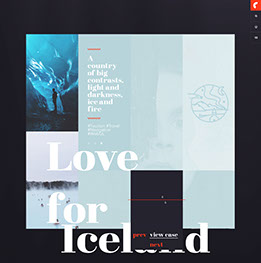 A
country
of big
contrasts,
light and
darkness,
ice and
fire
Love
for
Iceland
prev view case
next